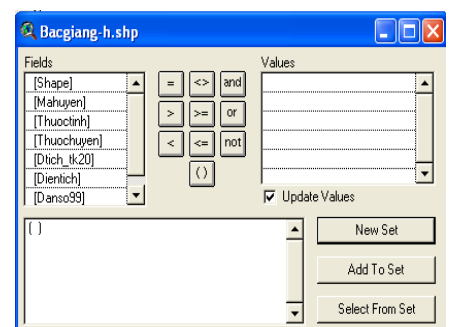 Bacgiang-h.shp
Fields
Values
[Shape]
[Mahuyen]
[Thuoctinh]
[Thuochuyen]
[Dtich_tk20]
[Dientich]
[Danso99]
= <> and
> >= or
< <= not
( )
Update Values
( )
New Set
Add To Set
Select From Set